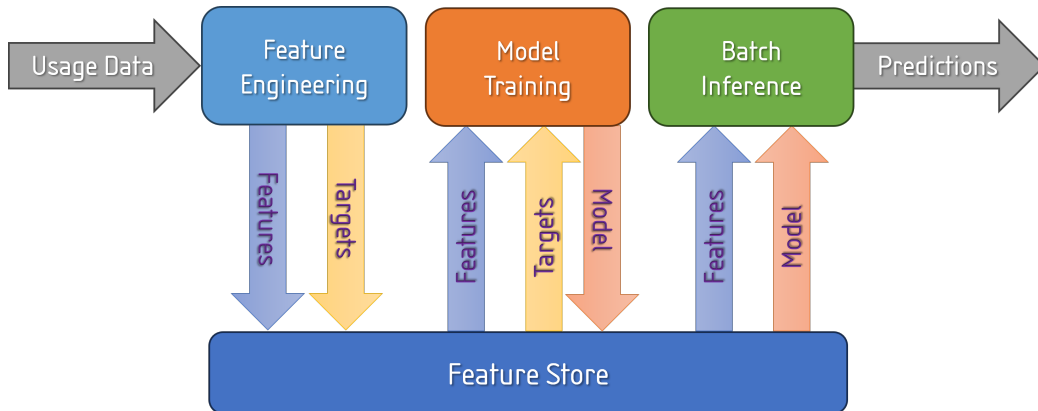 Usage Data
Feature
Engineering
Model
Training
Batch
Inference
Predictions
Features
Targets
Features
Targets
Model
Features
Model
Feature Store